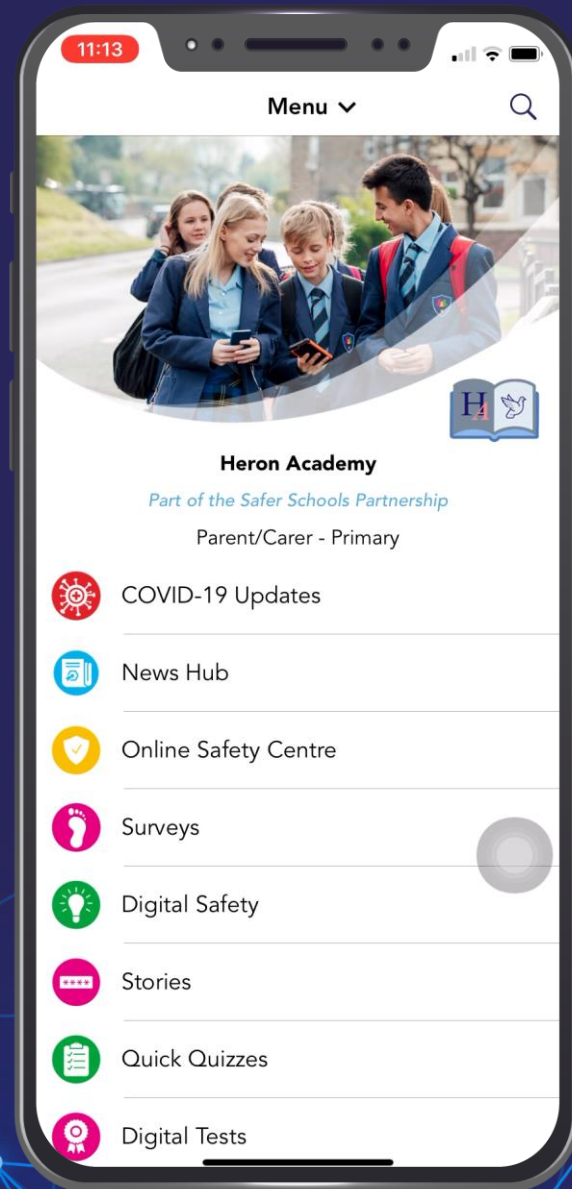 11:13
Menu
HA
Heron Academy
Part of the Safer Schools Partnership
Parent/Carer - Primary
COVID-19 Updates
News Hub
Online Safety Centre
Surveys
Digital Safety
****
Stories
Quick Quizzes
Digital Tests